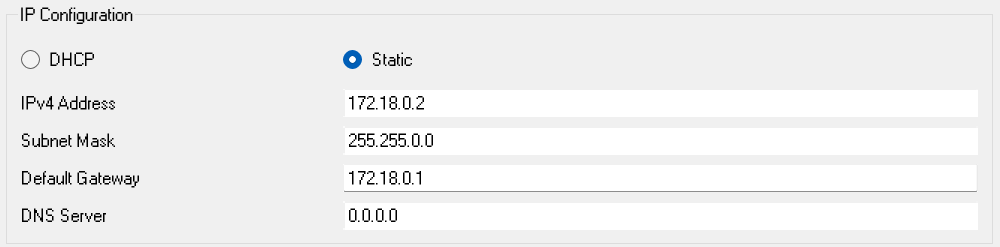 IP Configuration
DHCP Static
IPv4 Address 172.18.0.2
Subnet Mask 255.255.0.0
Default Gateway 172.18.0.1
DNS Server 0.0.0.0